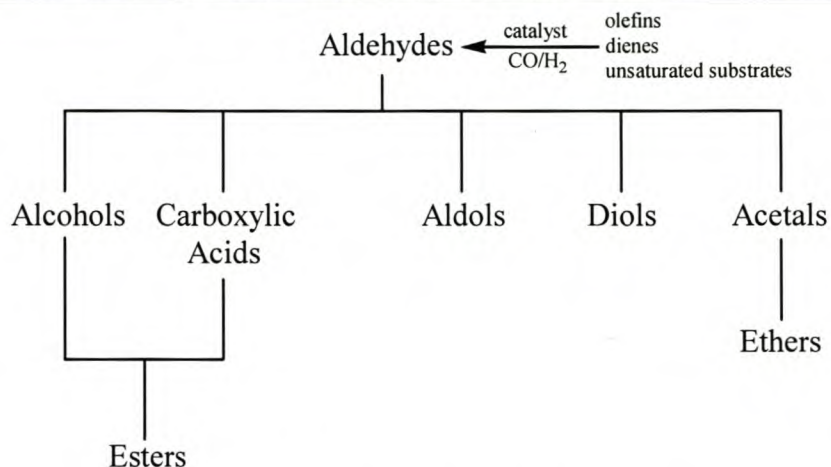 Aldehydes
catalyst
CO/H₂
olefins
dienes
unsaturated substrates
Alcohols
Carboxylic
Acids
Aldols
Diols
Acetals
Ethers
Esters